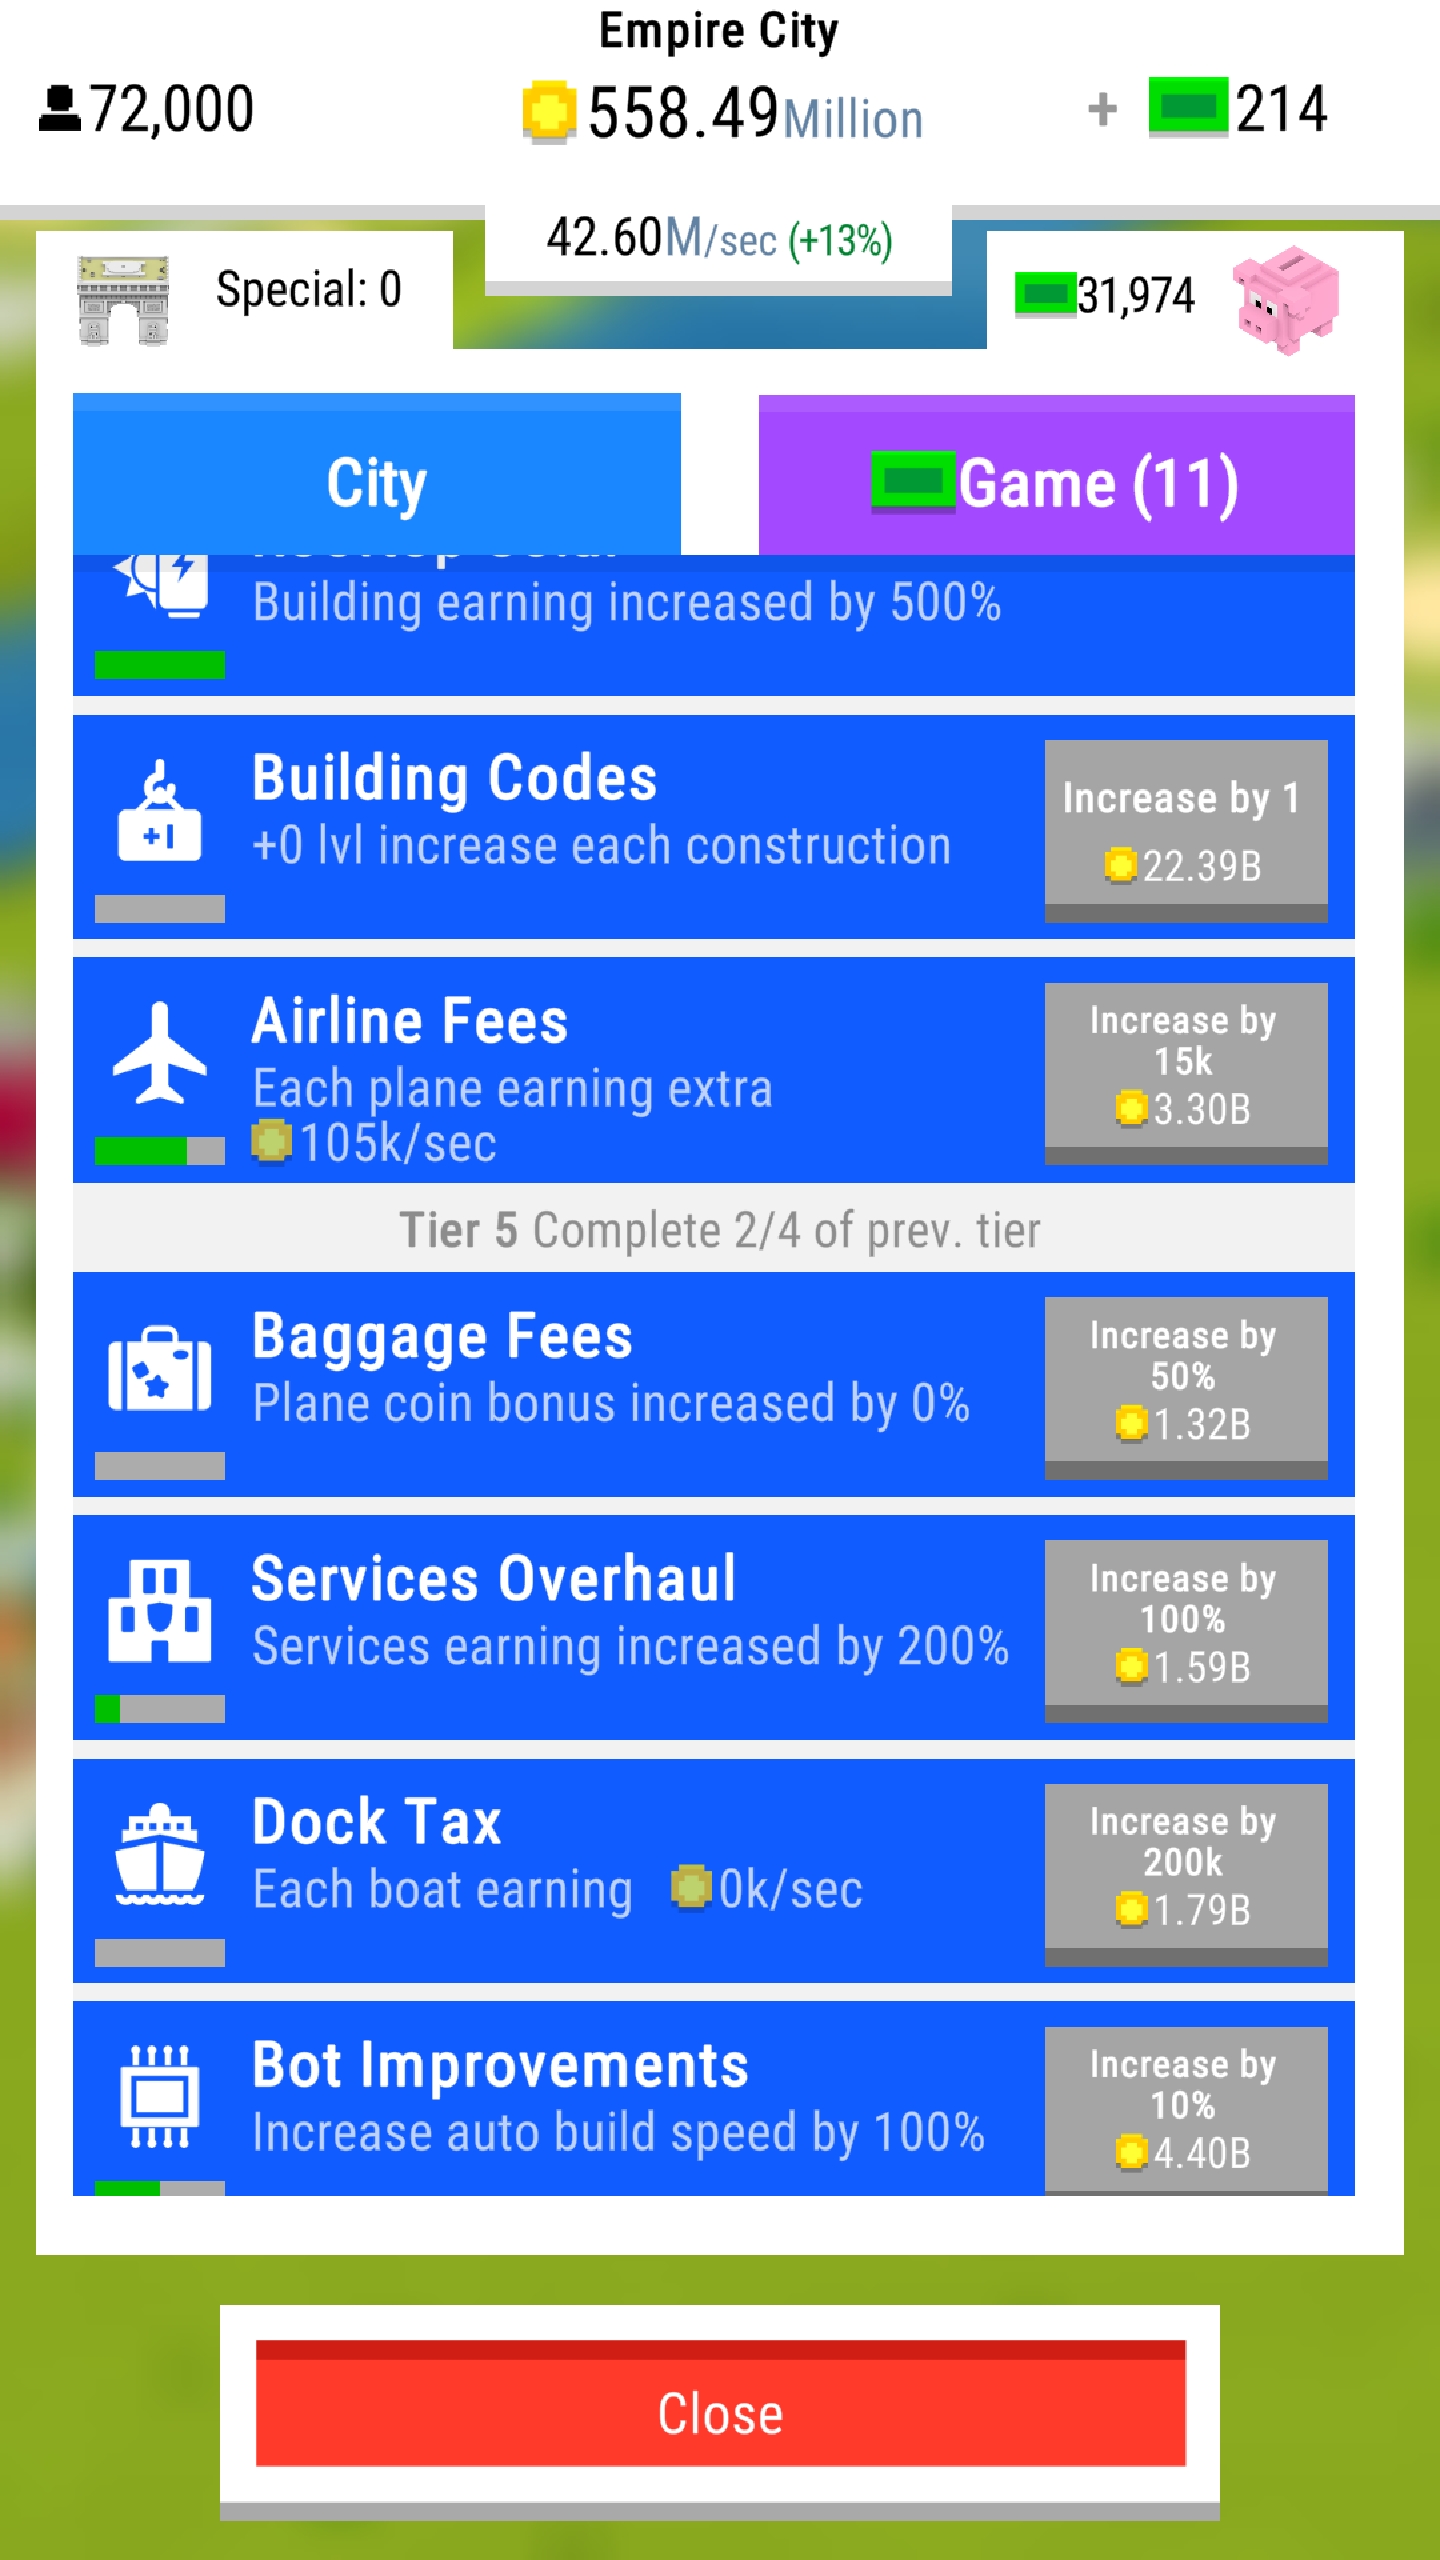 Empire City
72,000
558.49Million
+ 214
42.60M/sec (+13%)
Special: 0
31,974
City
Game (11)
Building earning increased by 500%
Building Codes
+0 lvl increase each construction
Increase by 1
22.39B
Airline Fees
Each plane earning extra
105k/sec
Increase by
15k
3.30B
Tier 5 Complete 2/4 of prev. tier
Baggage Fees
Plane coin bonus increased by 0%
Increase by
50%
1.32B
Services Overhaul
Services earning increased by 200%
Increase by
100%
1.59B
Dock Tax
Each boat earning 0k/sec
Increase by
200k
1.79B
Bot Improvements
Increase auto build speed by 100%
Increase by
10%
4.40B
Close